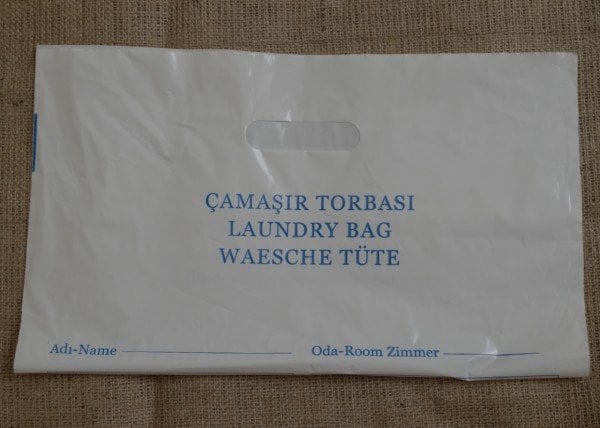 ÇAMAŞIR TORBASI
LAUNDRY BAG
WAESCHE TÜTE
Adı-Name Oda-Room Zimmer